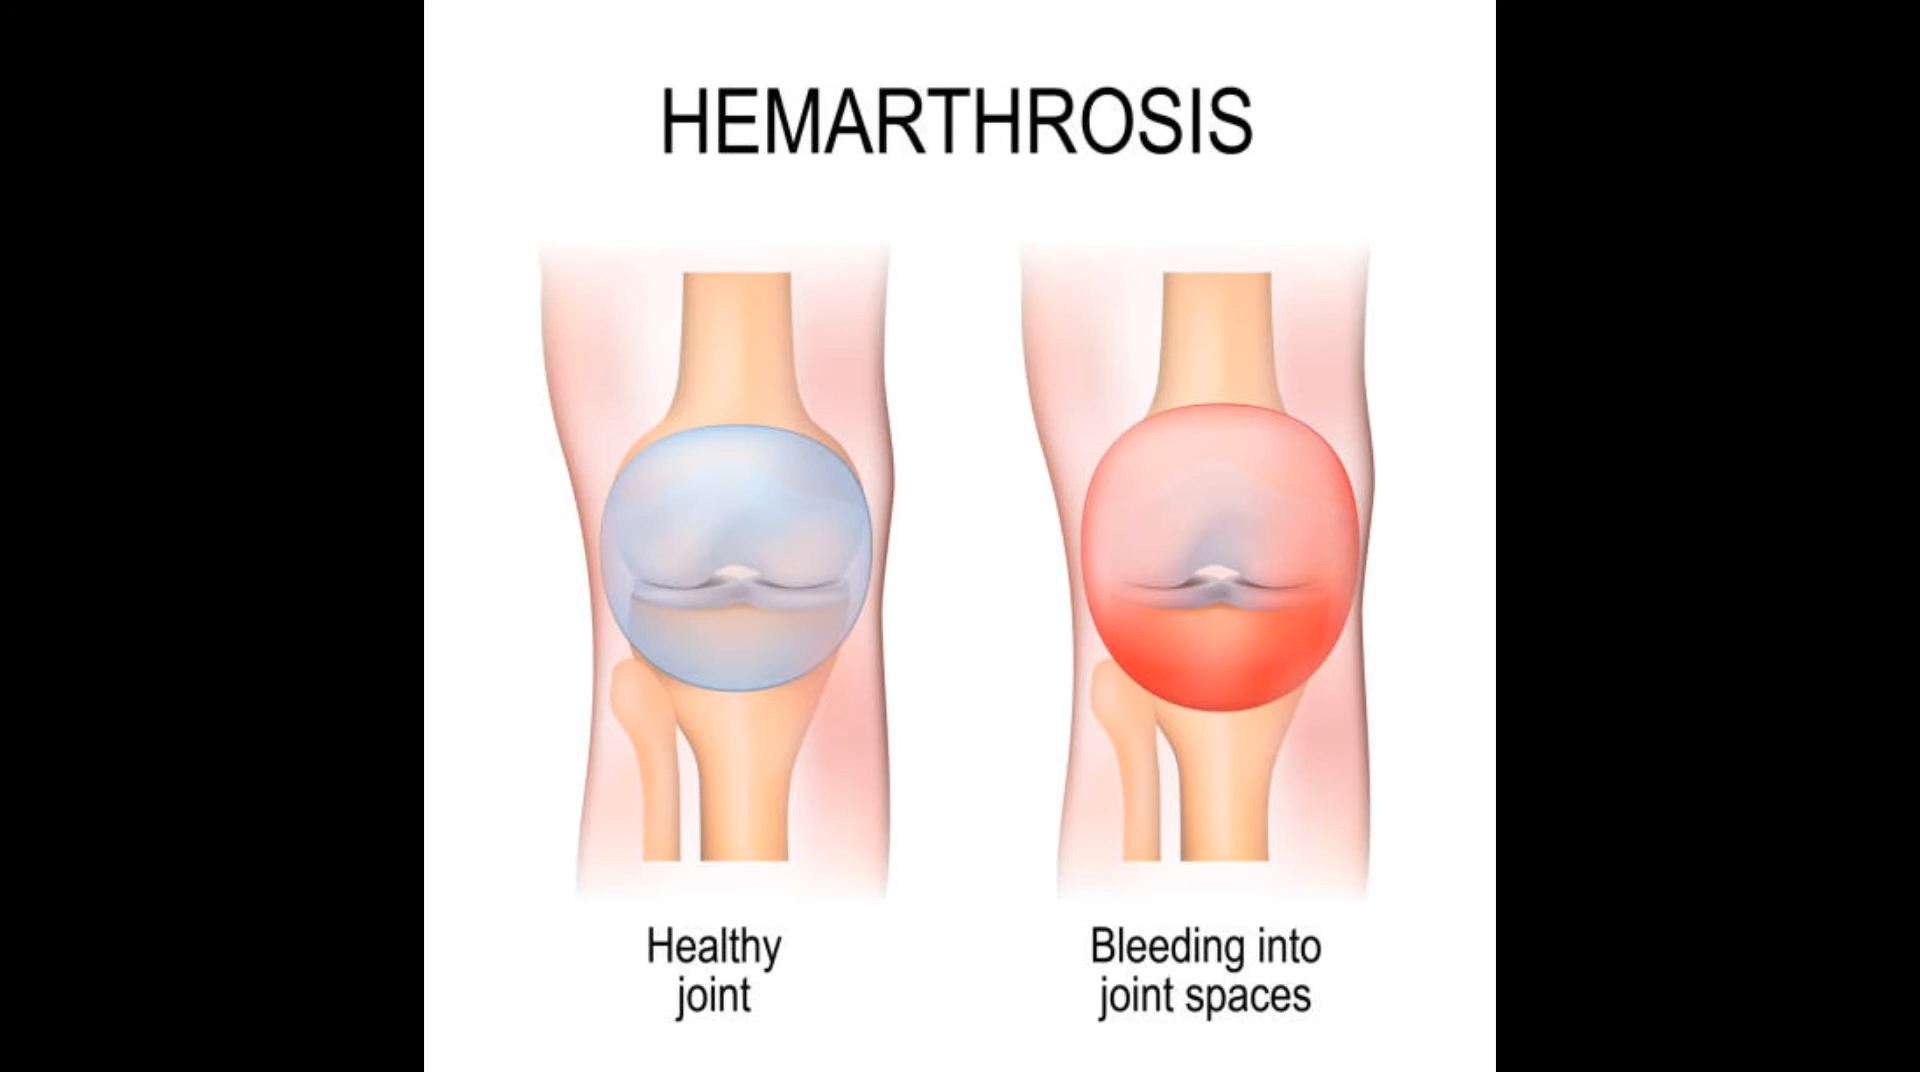 HEMARTHROSIS
Healthy
joint
Bleeding into
joint spaces